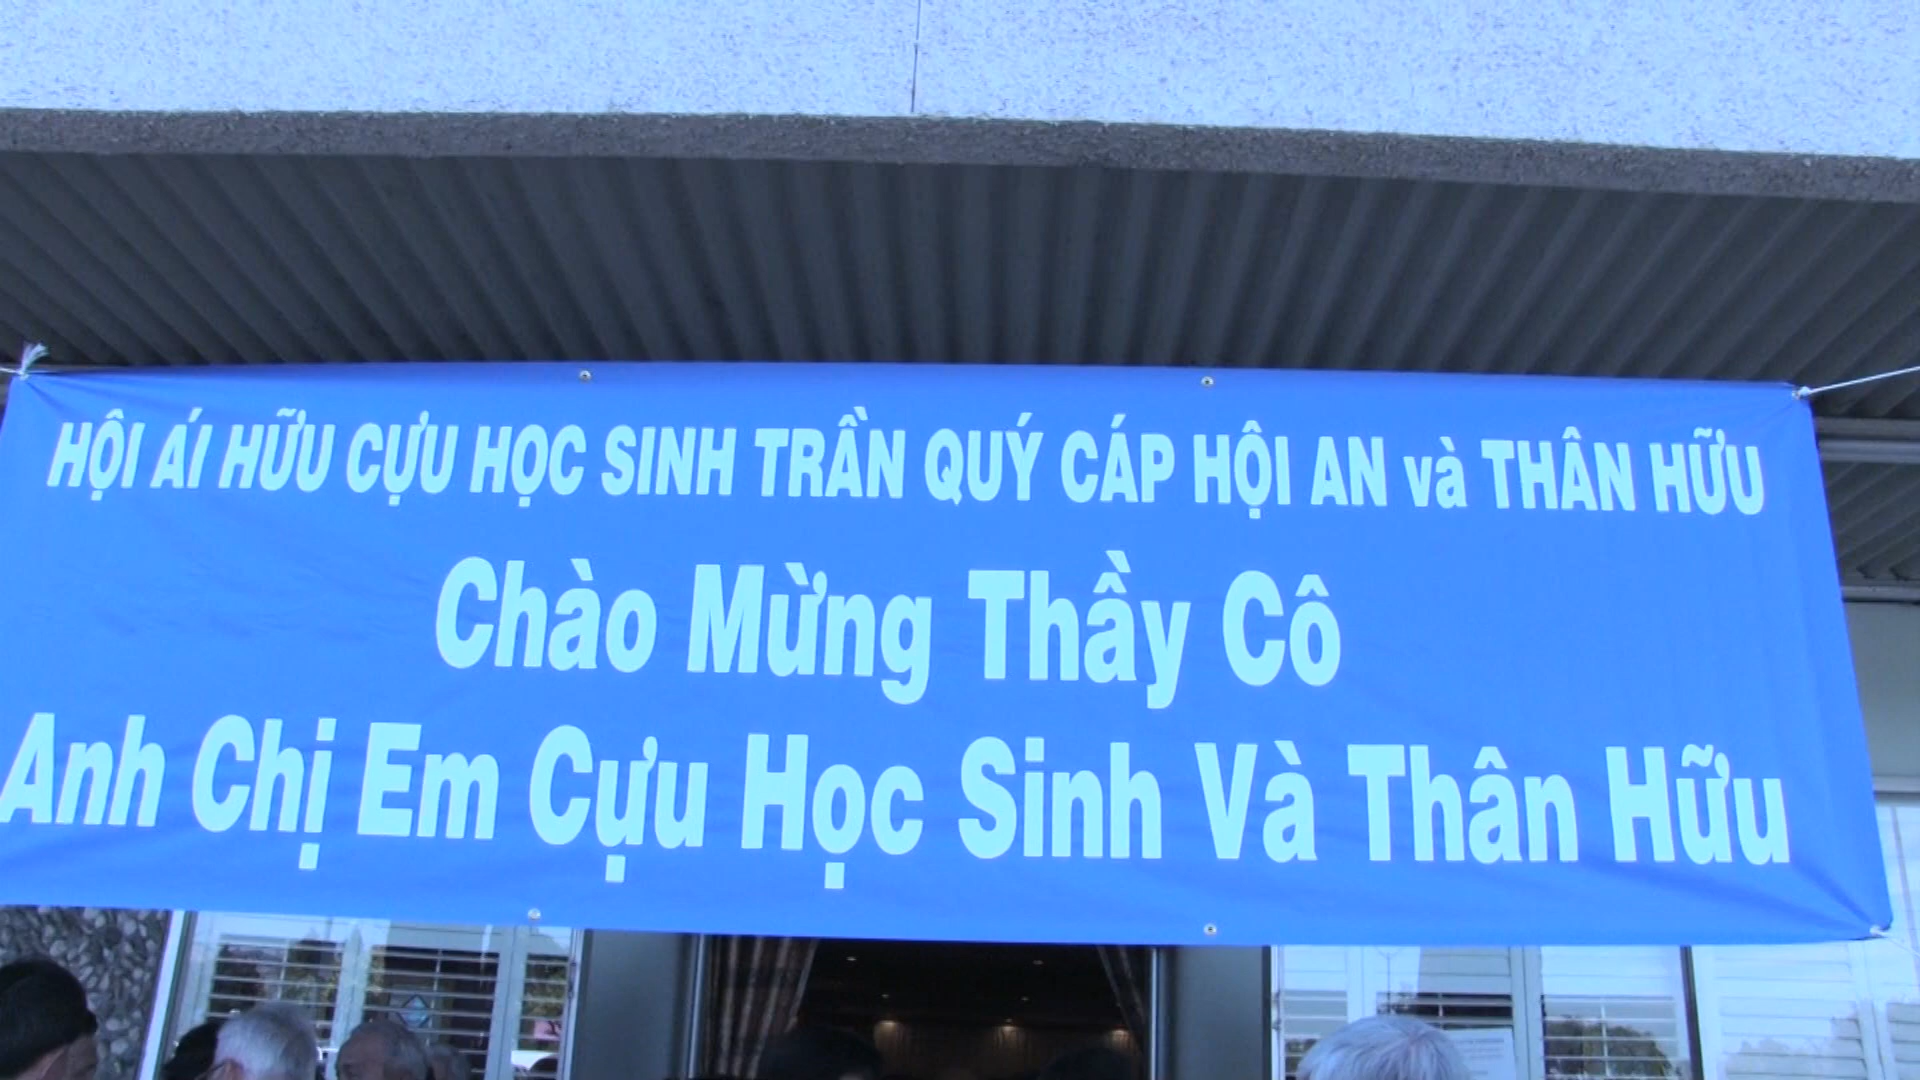 HỘI ÁI HỮU CỰU HỌC SINH TRẦN QUÝ CÁP HỘI AN và THÂN HỮU
Chào Mừng Thầy Cô
Anh Chị Em Cựu Học Sinh Và Thân Hữu